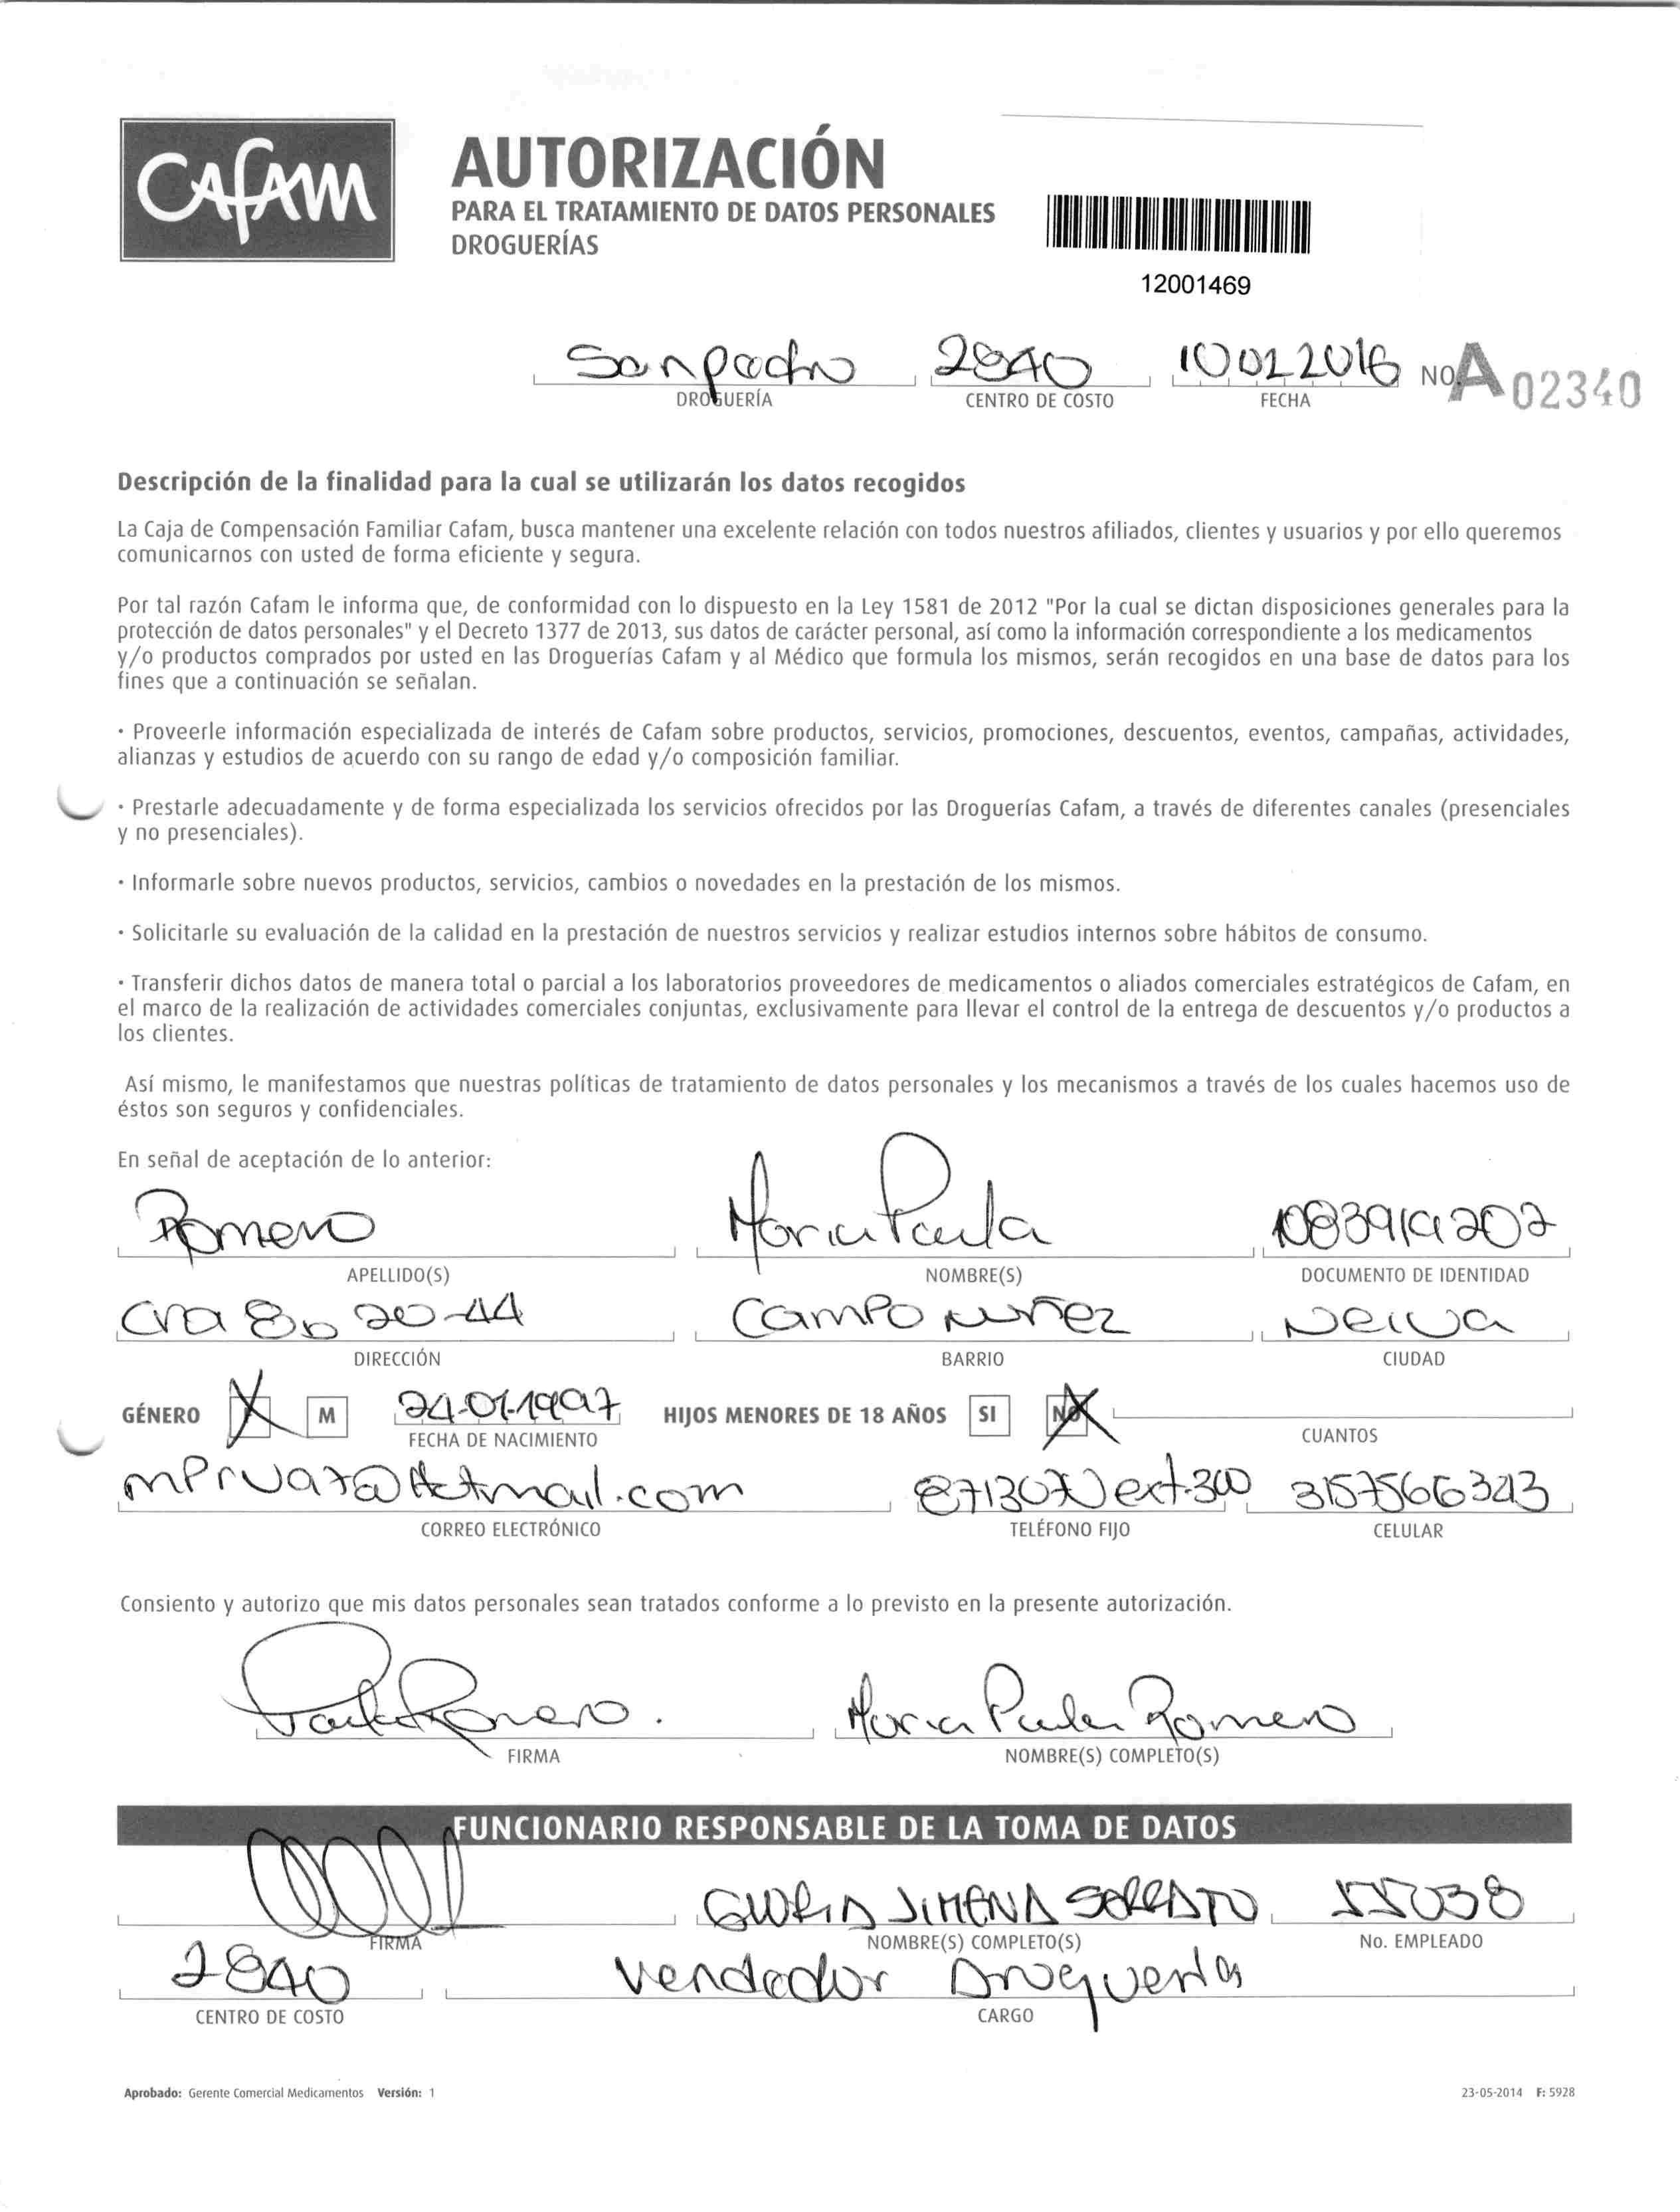 CAFAM
AUTORIZACIÓN
PARA EL TRATAMIENTO DE DATOS PERSONALES
DROGUERÍAS
12001469
Sanpedro 2840 10022016 NO. A 02340
DROGUERÍA CENTRO DE COSTO FECHA
Descripción de la finalidad para la cual se utilizarán los datos recogidos
La Caja de Compensación Familiar Cafam, busca mantener una excelente relación con todos nuestros afiliados, clientes y usuarios y por ello queremos
comunicarnos con usted de forma eficiente y segura.
Por tal razón Cafam le informa que, de conformidad con lo dispuesto en la Ley 1581 de 2012 "Por la cual se dictan disposiciones generales para la
protección de datos personales" y el Decreto 1377 de 2013, sus datos de carácter personal, así como la información correspondiente a los medicamentos
y/o productos comprados por usted en las Droguerías Cafam y al Médico que formula los mismos, serán recogidos en una base de datos para los
fines que a continuación se señalan.
· Proveerle información especializada de interés de Cafam sobre productos, servicios, promociones, descuentos, eventos, campañas, actividades,
alianzas y estudios de acuerdo con su rango de edad y/o composición familiar.
· Prestarle adecuadamente y de forma especializada los servicios ofrecidos por las Droguerías Cafam, a través de diferentes canales (presenciales
y no presenciales).
· Informarle sobre nuevos productos, servicios, cambios o novedades en la prestación de los mismos.
· Solicitarle su evaluación de la calidad en la prestación de nuestros servicios y realizar estudios internos sobre hábitos de consumo.
· Transferir dichos datos de manera total o parcial a los laboratorios proveedores de medicamentos o aliados comerciales estratégicos de Cafam, en
el marco de la realización de actividades comerciales conjuntas, exclusivamente para llevar el control de la entrega de descuentos y/o productos a
los clientes.
Así mismo, le manifestamos que nuestras políticas de tratamiento de datos personales y los mecanismos a través de los cuales hacemos uso de
éstos son seguros y confidenciales.
En señal de aceptación de lo anterior:
Romero Maria Paula
APELLIDO(S) NOMBRE(S) DOCUMENTO DE IDENTIDAD
cra 8b 20-44 Campo Nuñez Neiva
DIRECCIÓN BARRIO CIUDAD
GÉNERO M 24-01-1997 HIJOS MENORES DE 18 AÑOS SI NO
FECHA DE NACIMIENTO CUANTOS
ext.300
CORREO ELECTRÓNICO TELÉFONO FIJO CELULAR
Consiento y autorizo que mis datos personales sean tratados conforme a lo previsto en la presente autorización.
Paula Romero. Maria Paula Romero
FIRMA NOMBRE(S) COMPLETO(S)
FUNCIONARIO RESPONSABLE DE LA TOMA DE DATOS
GLORIA JIMENA 55038
FIRMA NOMBRE(S) COMPLETO(S) No. EMPLEADO
2840 Vendedor Droguerias
CENTRO DE COSTO CARGO
Aprobado: Gerente Comercial Medicamentos Versión: 1 23-05-2014 F: 5928